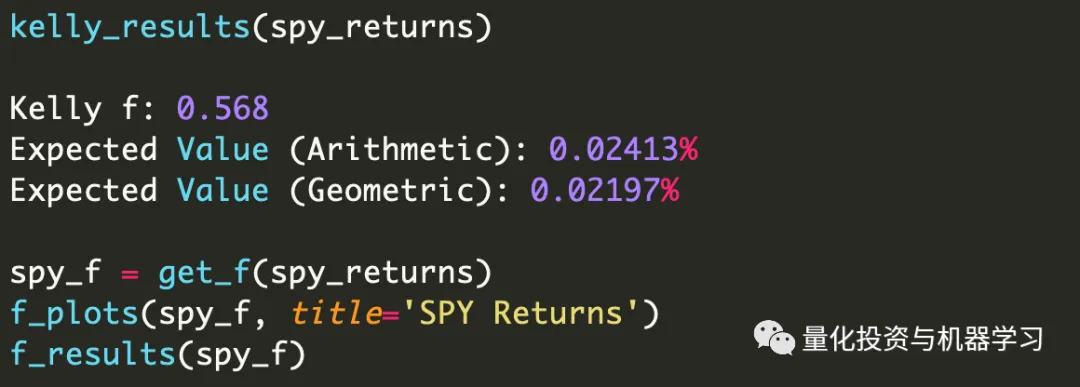 kelly_results(spy_returns)
Kelly f: 0.568
Expected Value (Arithmetic): 0.02413%
Expected Value (Geometric): 0.02197%
spy_f = get_f(spy_returns)
f_plots(spy_f, title='SPY Returns')
f_results(spy_f)
量化投资与机器学习